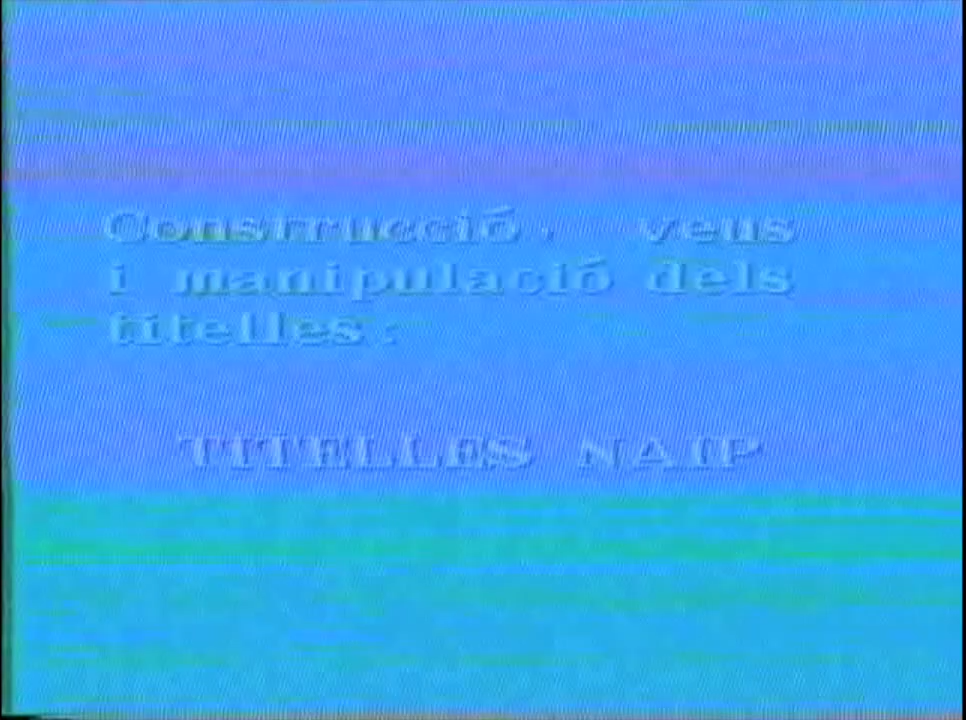 Construcció, veus
i manipulació dels
titelles:
TITELLES NAIP